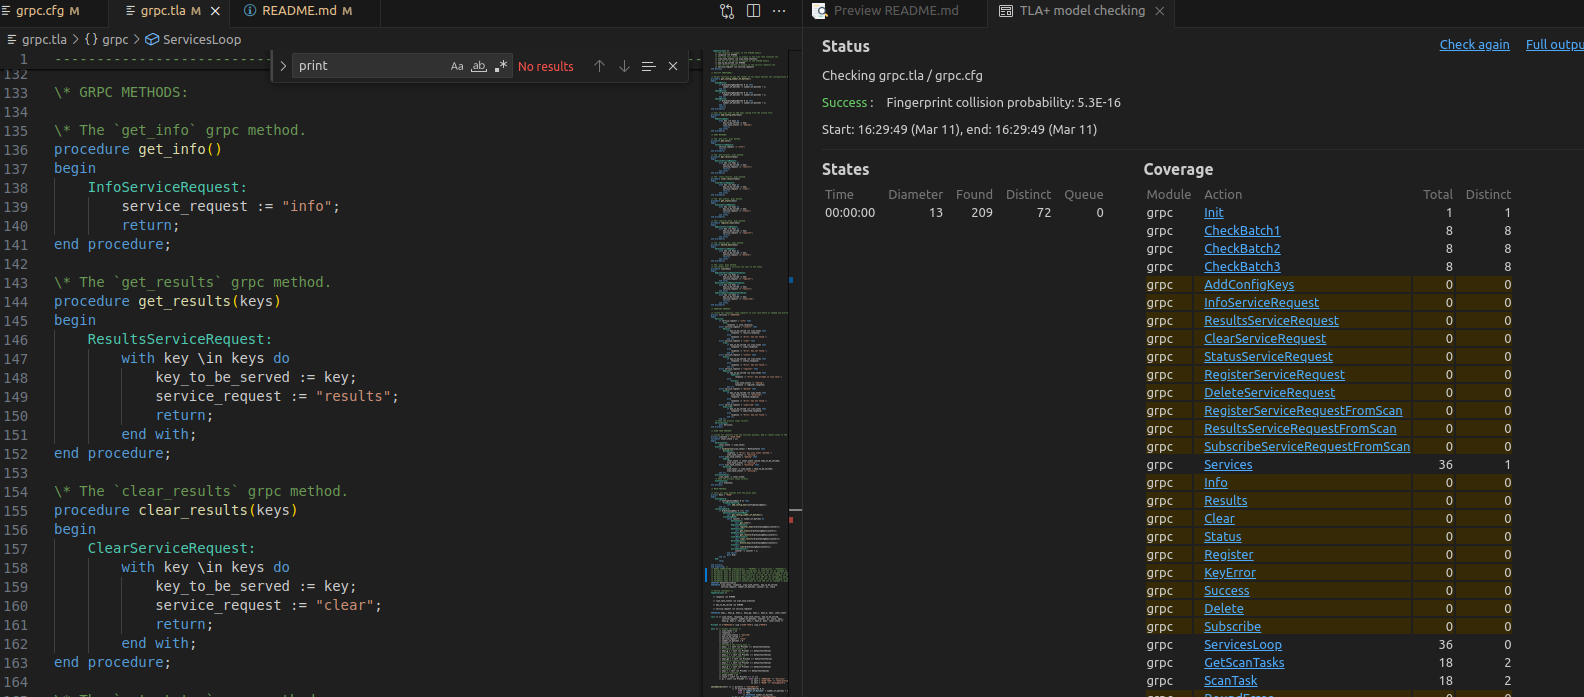 grpc.cfg M
grpc.tla M
README.md M
Preview README.md
TLA+ model checking
grpc.tla > {} grpc > ServicesLoop
print
Aa ab .*
No results
1
132
133 \* GRPC METHODS:
134
135 \* The `get_info` grpc method.
136 procedure get_info()
137 begin
138 InfoServiceRequest:
139 service_request := "info";
140 return;
141 end procedure;
142
143 \* The `get_results` grpc method.
144 procedure get_results(keys)
145 begin
146 ResultsServiceRequest:
147 with key \in keys do
148 key_to_be_served := key;
149 service_request := "results";
150 return;
151 end with;
152 end procedure;
153
154 \* The `clear_results` grpc method.
155 procedure clear_results(keys)
156 begin
157 ClearServiceRequest:
158 with key \in keys do
159 key_to_be_served := key;
160 service_request := "clear";
161 return;
162 end with;
163 end procedure;
164
Status
Check again Full outpu
Checking grpc.tla / grpc.cfg
Success : Fingerprint collision probability: 5.3E-16
Start: 16:29:49 (Mar 11), end: 16:29:49 (Mar 11)
States
Time Diameter Found Distinct Queue
00:00:00 13 209 72 0
Coverage
Module Action Total Distinct
grpc Init 1 1
grpc CheckBatch1 8 8
grpc CheckBatch2 8 8
grpc CheckBatch3 8 8
grpc AddConfigKeys 0 0
grpc InfoServiceRequest 0 0
grpc ResultsServiceRequest 0 0
grpc ClearServiceRequest 0 0
grpc StatusServiceRequest 0 0
grpc RegisterServiceRequest 0 0
grpc DeleteServiceRequest 0 0
grpc RegisterServiceRequestFromScan 0 0
grpc ResultsServiceRequestFromScan 0 0
grpc SubscribeServiceRequestFromScan 0 0
grpc Services 36 1
grpc Info 0 0
grpc Results 0 0
grpc Clear 0 0
grpc Status 0 0
grpc Register 0 0
grpc KeyError 0 0
grpc Success 0 0
grpc Delete 0 0
grpc Subscribe 0 0
grpc ServicesLoop 36 0
grpc GetScanTasks 18 2
grpc ScanTask 18 2